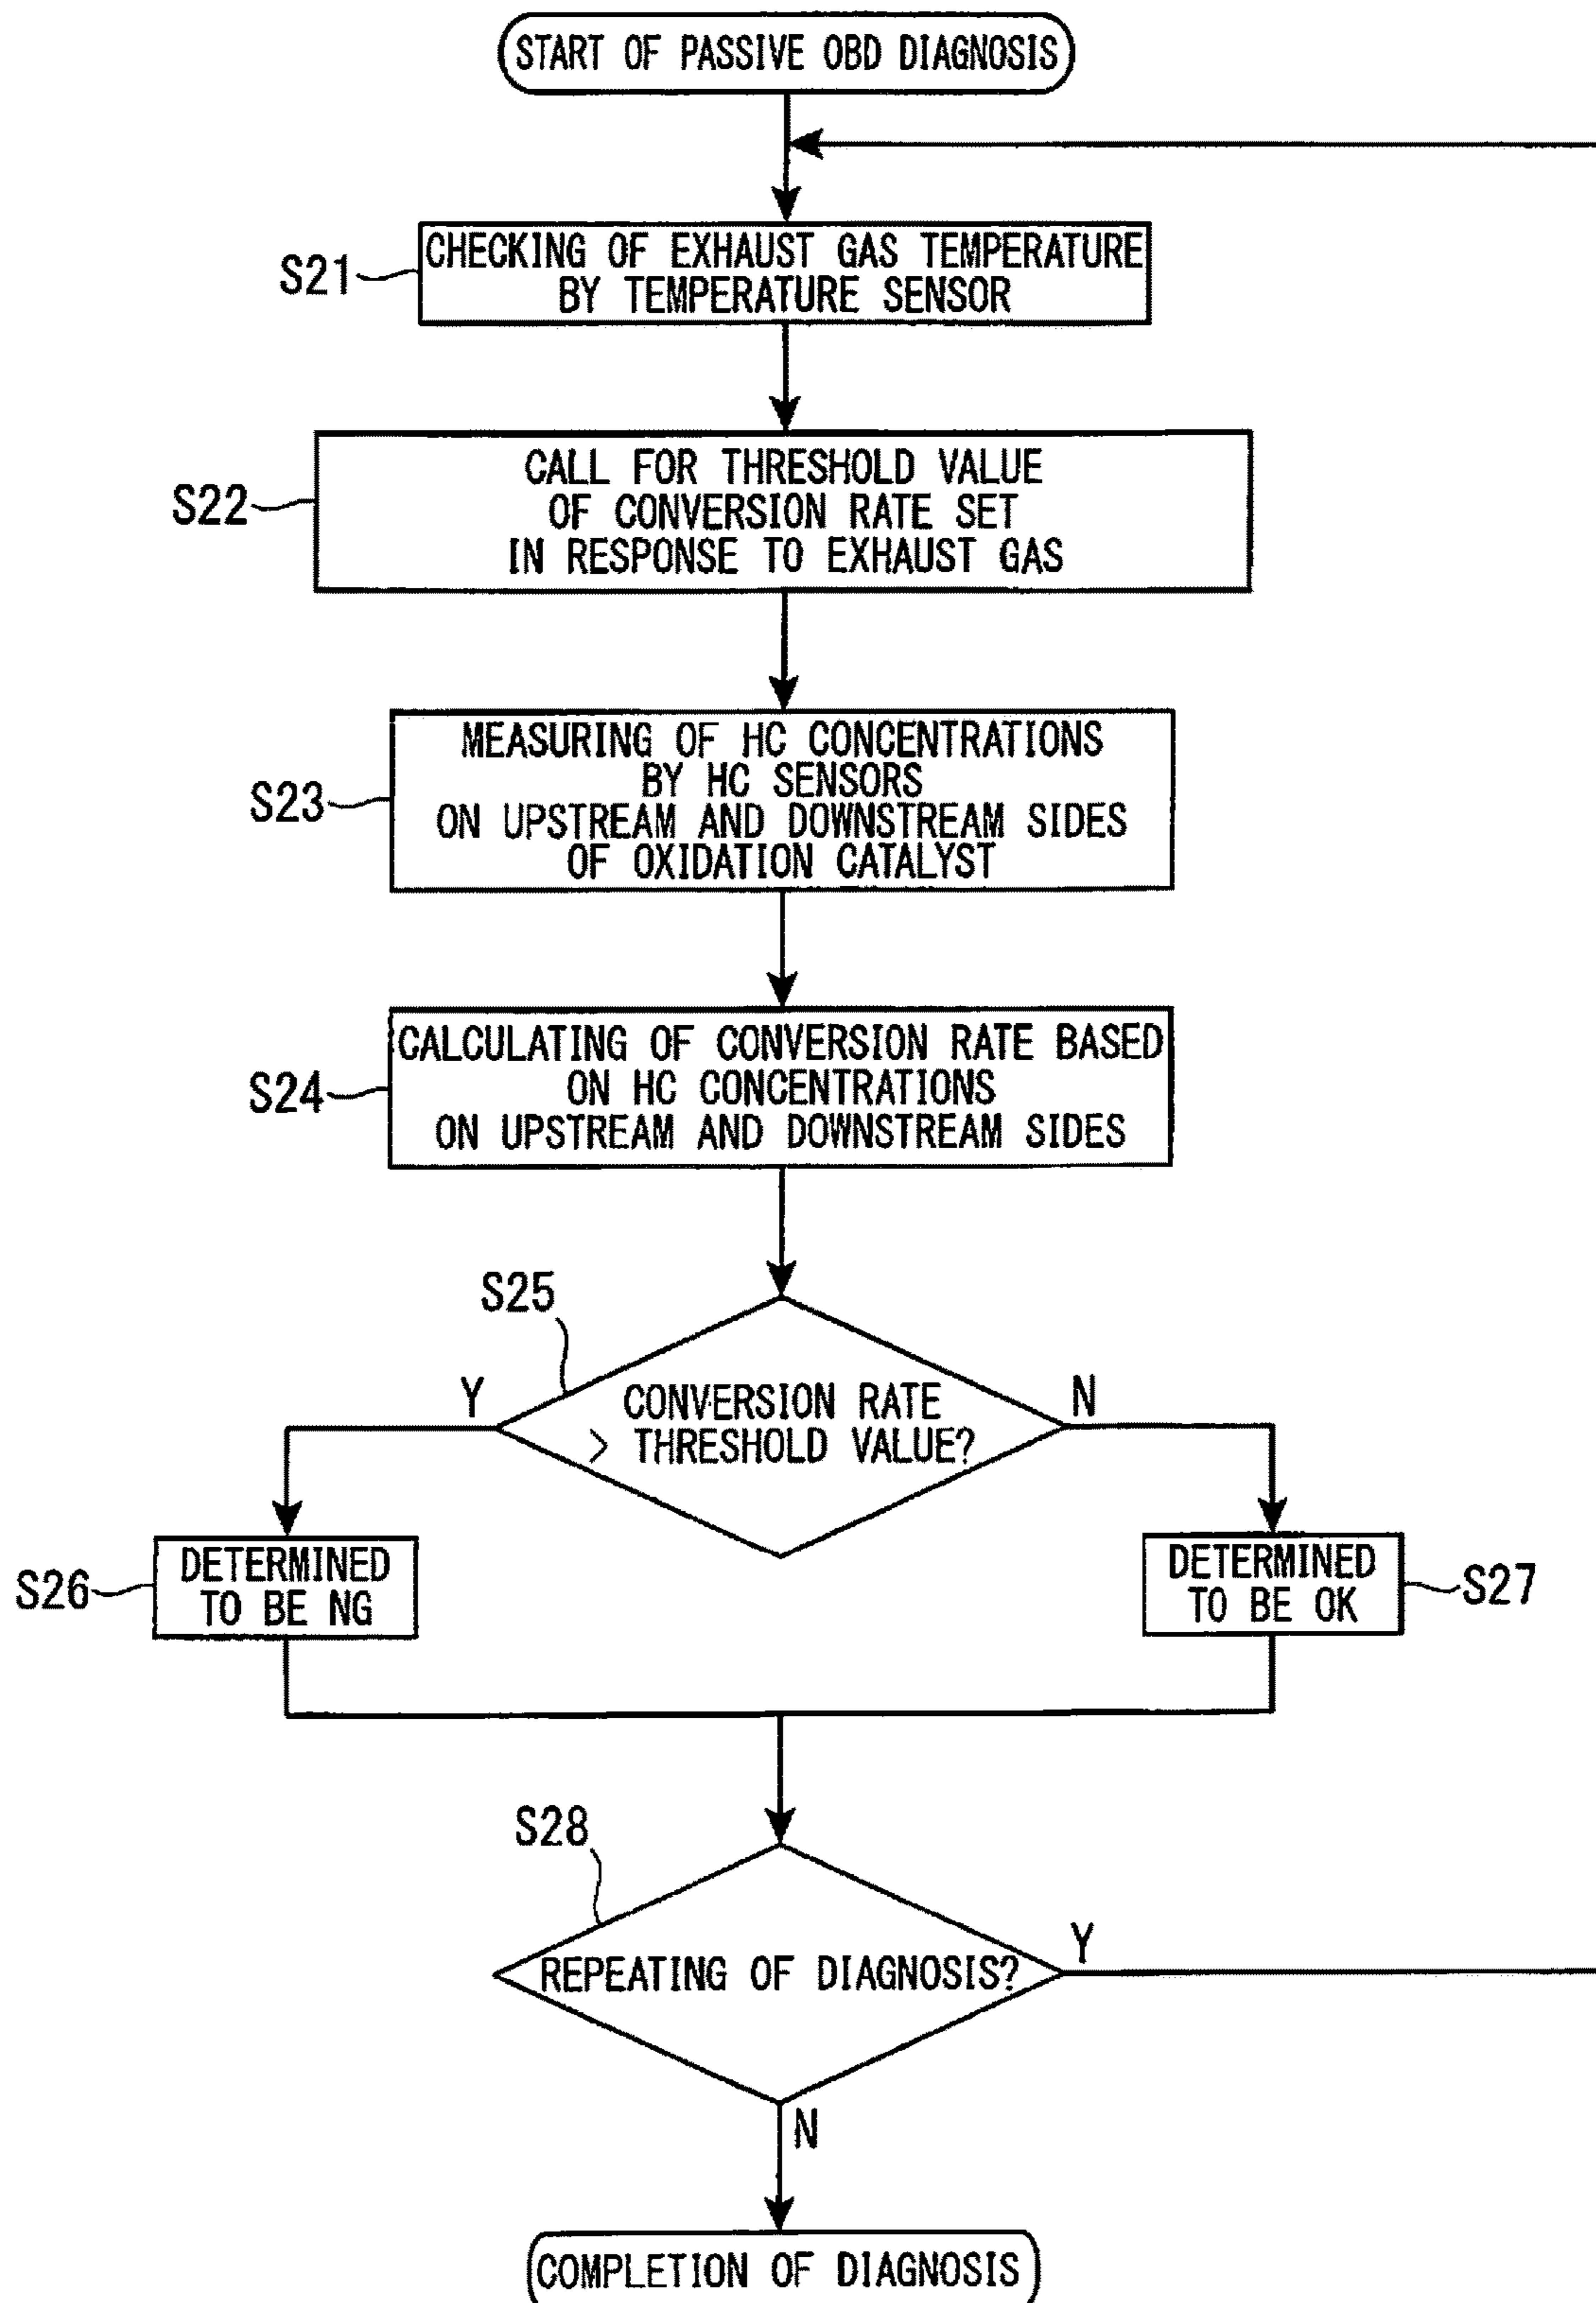 START OF PASSIVE OBD DIAGNOSIS
S21
CHECKING OF EXHAUST GAS TEMPERATURE
BY TEMPERATURE SENSOR
S22
CALL FOR THRESHOLD VALUE
OF CONVERSION RATE SET
IN RESPONSE TO EXHAUST GAS
S23
MEASURING OF HC CONCENTRATIONS
BY HC SENSORS
ON UPSTREAM AND DOWNSTREAM SIDES
OF OXIDATION CATALYST
S24
CALCULATING OF CONVERSION RATE BASED
ON HC CONCENTRATIONS
ON UPSTREAM AND DOWNSTREAM SIDES
S25
Y
CONVERSION RATE
> THRESHOLD VALUE?
N
S26
DETERMINED
TO BE NG
DETERMINED
TO BE OK
S27
S28
REPEATING OF DIAGNOSIS?
Y
N
COMPLETION OF DIAGNOSIS